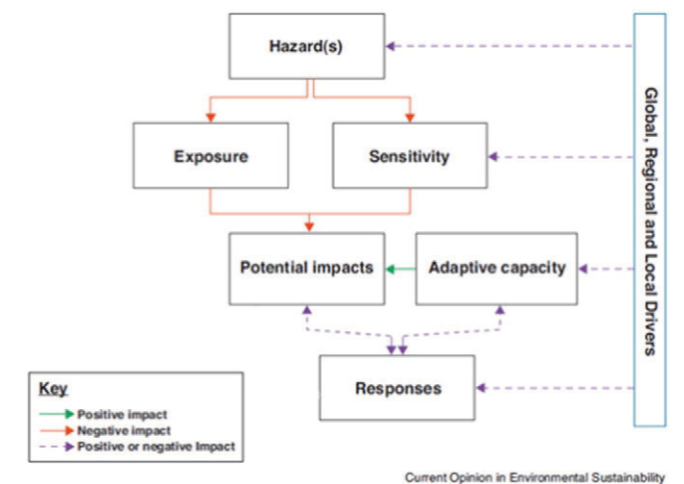 Hazard(s)
Exposure
Sensitivity
Potential impacts
Adaptive capacity
Responses
Global, Regional and Local Drivers
Key
Positive impact
Negative impact
Positive or negative Impact
Current Opinion in Environmental Sustainability